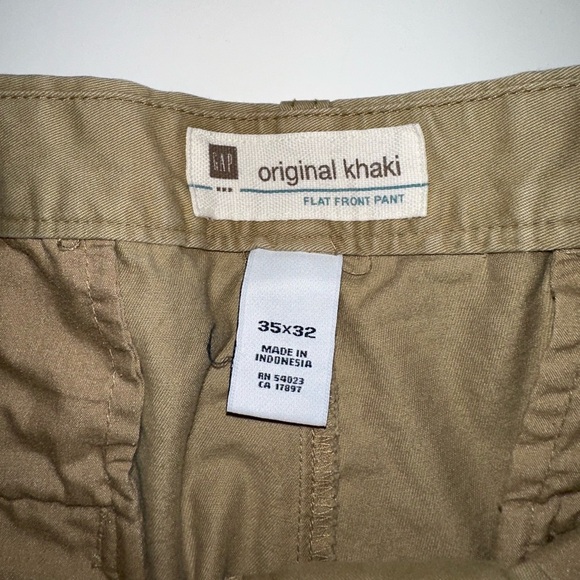 GAP
original khaki
FLAT FRONT PANT
35X32
MADE IN
INDONESIA
RN 54023
CA 17897